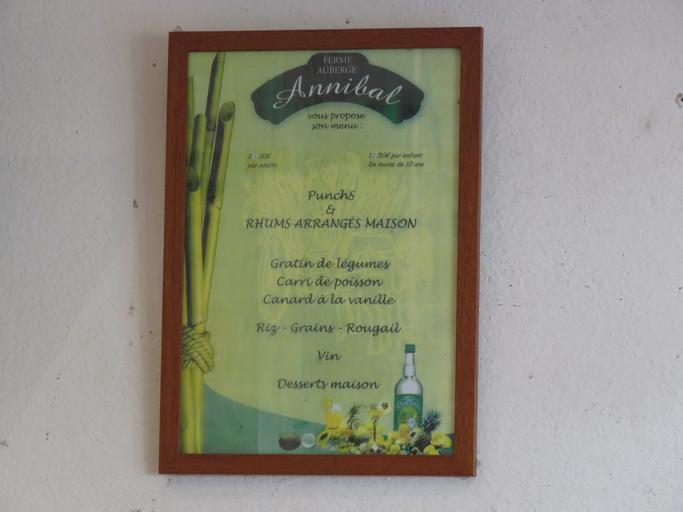 FERME
AUBERGE
Annibal
vous propose
son menu :
par adulte
par enfant
De moins de 10 ans
Punch$
&
RHUMS ARRANGÉS MAISON
Gratin de légumes
Carri de poisson
Canard à la vanille
Riz - Grains - Rougail
Vin
Desserts maison